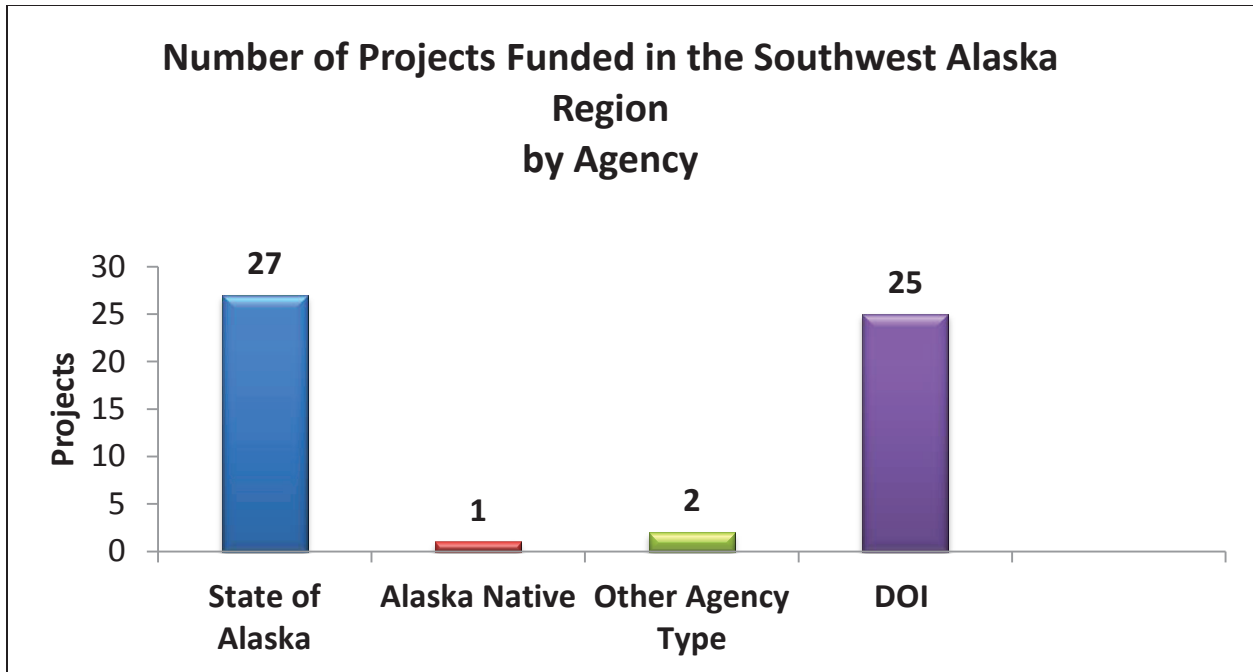 Number of Projects Funded in the Southwest Alaska
Region
by Agency
30
25
20
15
10
5
0
Projects
27
1
2
25
State of
Alaska
Alaska Native
Other Agency
Type
DOI